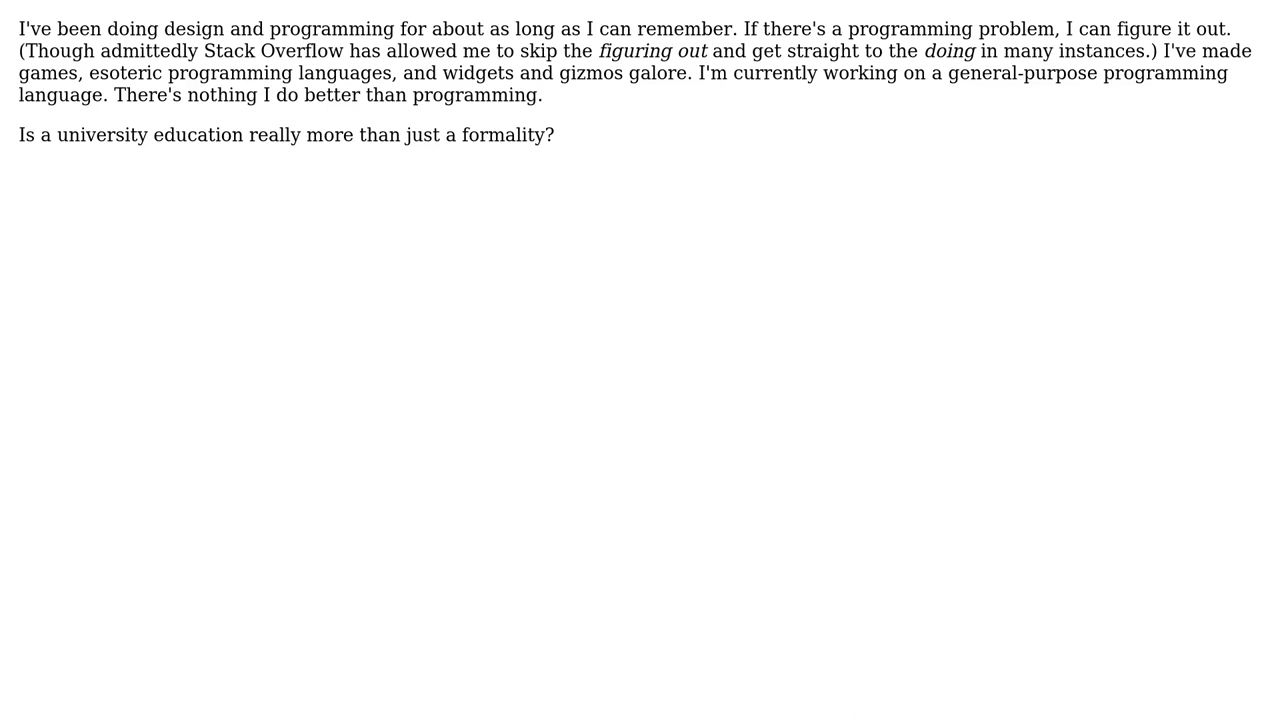 I've been doing design and programming for about as long as I can remember. If there's a programming problem, I can figure it out.
(Though admittedly Stack Overflow has allowed me to skip the figuring out and get straight to the doing in many instances.) I've made
games, esoteric programming languages, and widgets and gizmos galore. I'm currently working on a general-purpose programming
language. There's nothing I do better than programming.
Is a university education really more than just a formality?